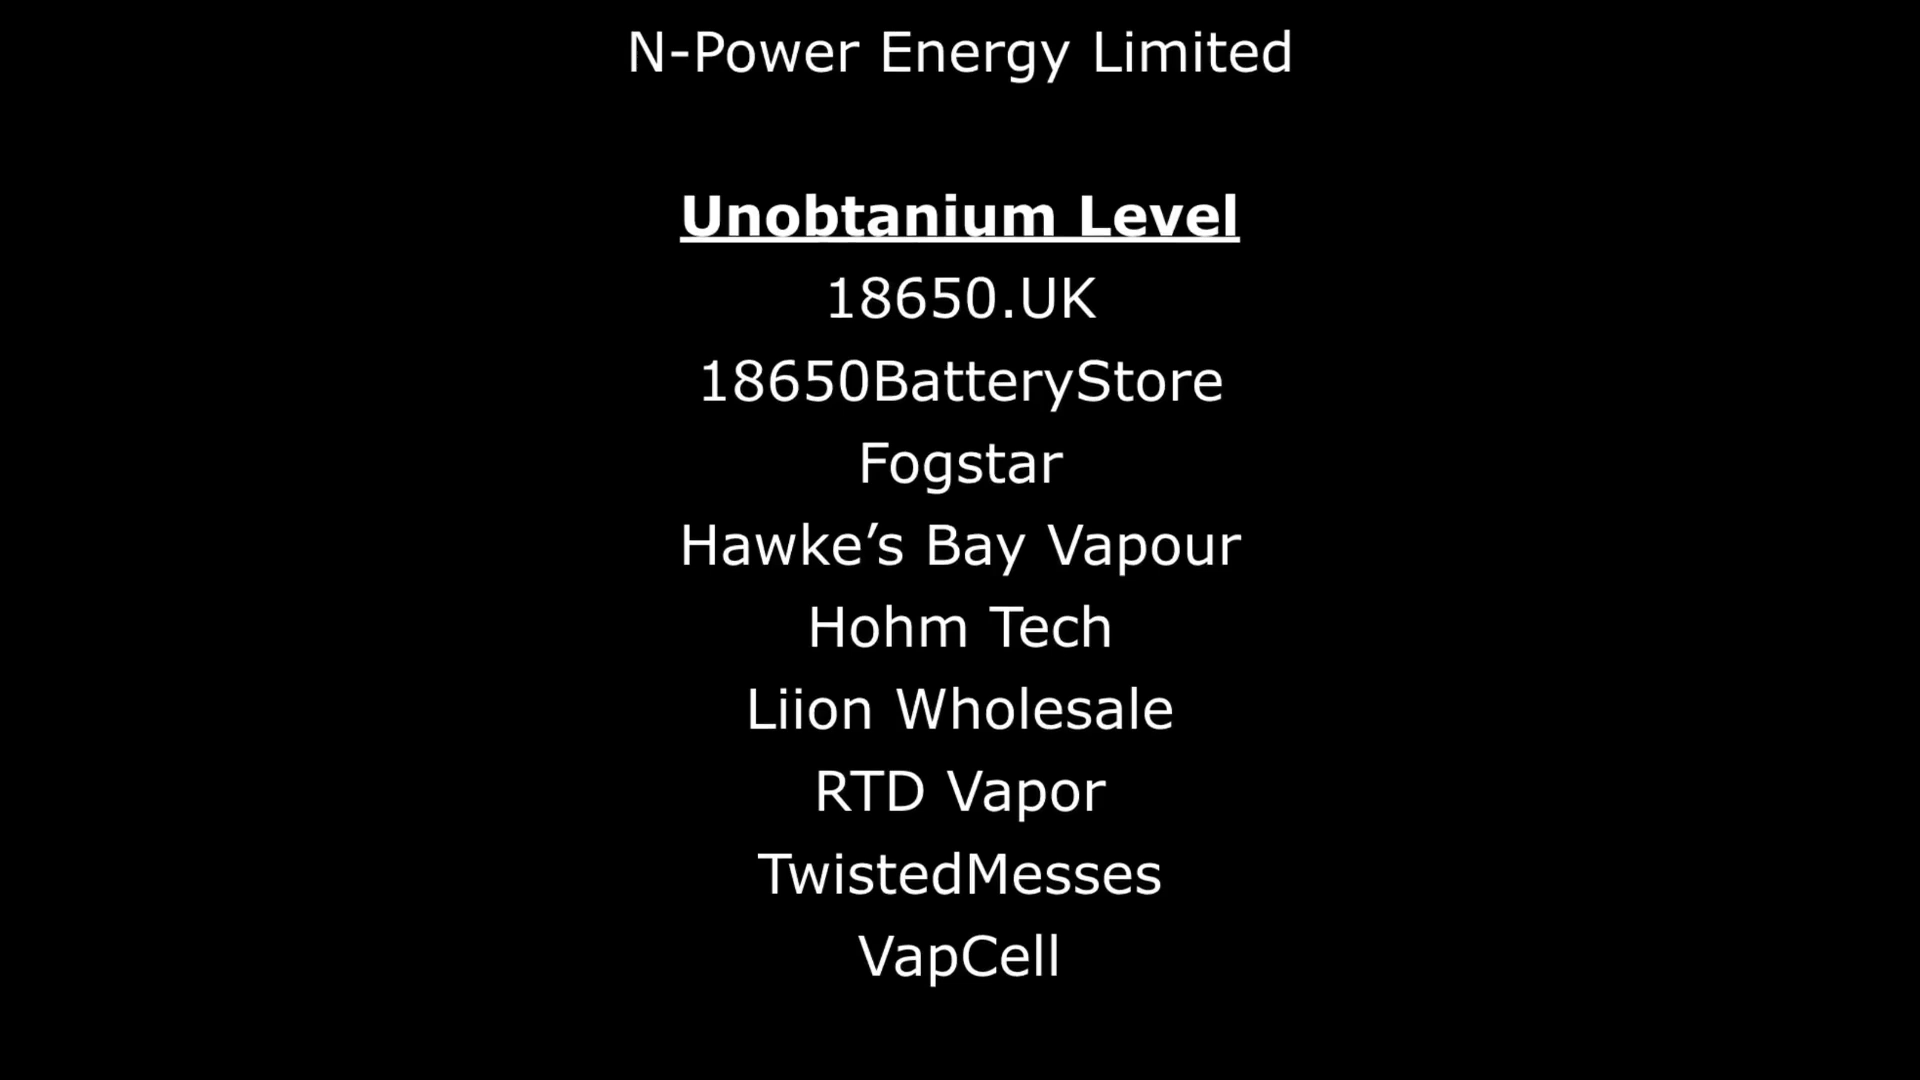 N-Power Energy Limited
Unobtanium Level
18650.UK
18650BatteryStore
Fogstar
Hawke’s Bay Vapour
Hohm Tech
Liion Wholesale
RTD Vapor
TwistedMesses
VapCell